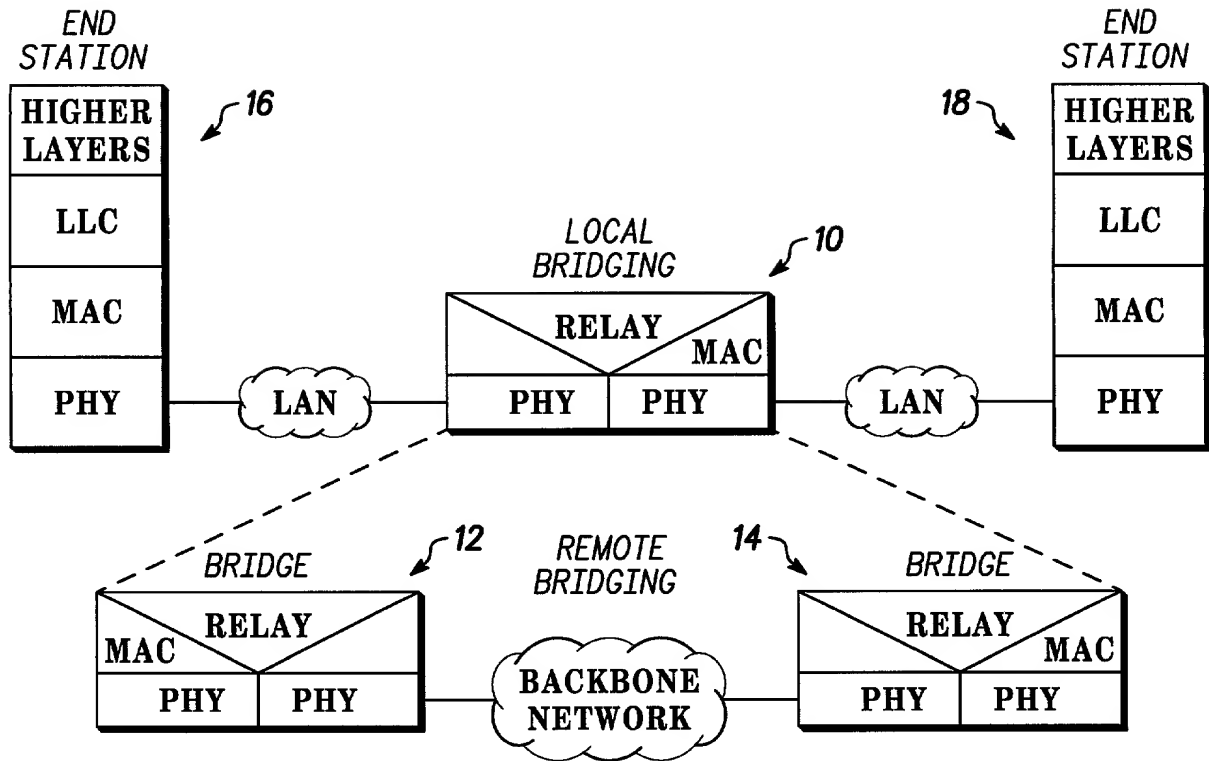 END
STATION
HIGHER
LAYERS
LLC
MAC
PHY
16
LAN
LOCAL
BRIDGING
10
RELAY
MAC
PHY PHY
LAN
END
STATION
18
HIGHER
LAYERS
LLC
MAC
PHY
BRIDGE
12
RELAY
MAC
PHY PHY
REMOTE
BRIDGING
BACKBONE
NETWORK
14
BRIDGE
RELAY
MAC
PHY PHY